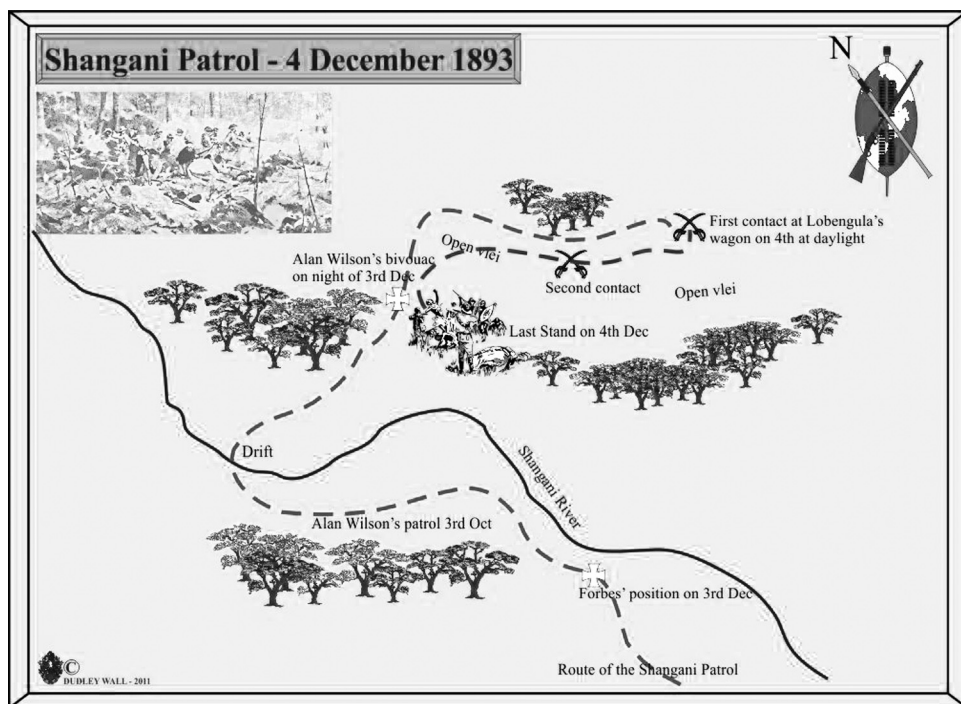 Shangani Patrol - 4 December 1893
N
First contact at Lobengula's
wagon on 4th at daylight
Open vlei
Alan Wilson's bivouac
on night of 3rd Dec
Second contact
Open vlei
Last Stand on 4th Dec
Drift
Shangani River
Alan Wilson's patrol 3rd Oct
Forbes' position on 3rd Dec
Route of the Shangani Patrol
©
DUDLEY WALL - 2011